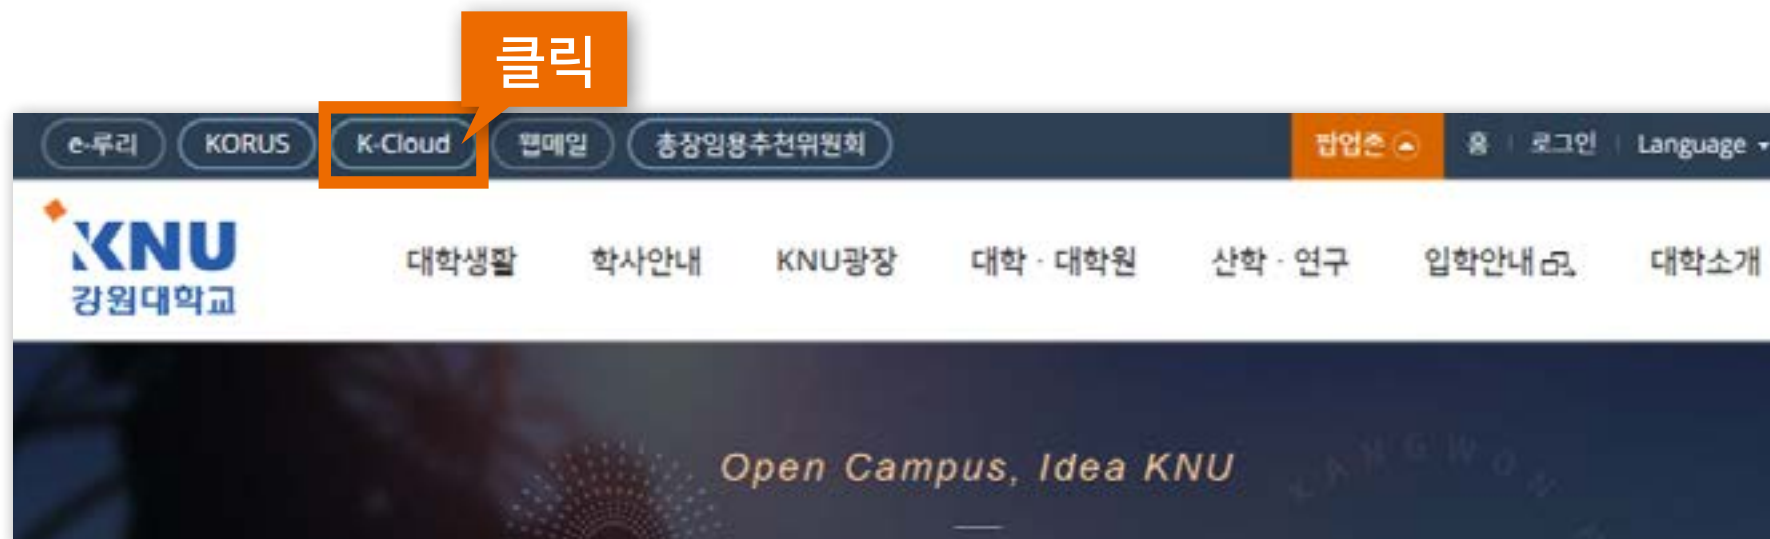 클릭
e-루리 KORUS K-Cloud 웹메일 총장임용추천위원회 팝업존 홈 로그인 Language
KNU
강원대학교
대학생활 학사안내 KNU광장 대학 · 대학원 산학 · 연구 입학안내 대학소개
Open Campus, Idea KNU
KANGWON